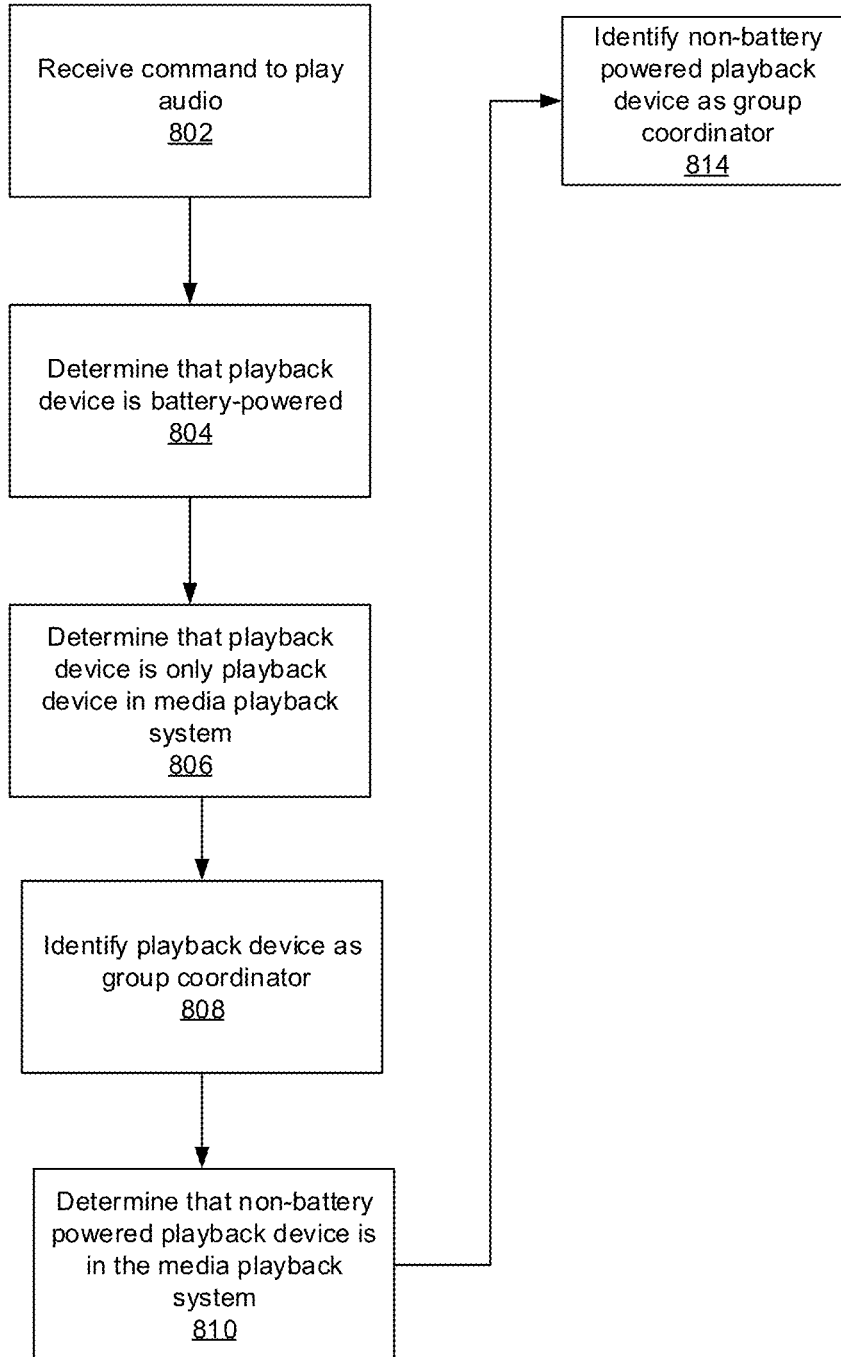 Receive command to play
audio
802
Determine that playback
device is battery-powered
804
Determine that playback
device is only playback
device in media playback
system
806
Identify playback device as
group coordinator
808
Determine that non-battery
powered playback device is
in the media playback
system
810
Identify non-battery
powered playback
device as group
coordinator
814